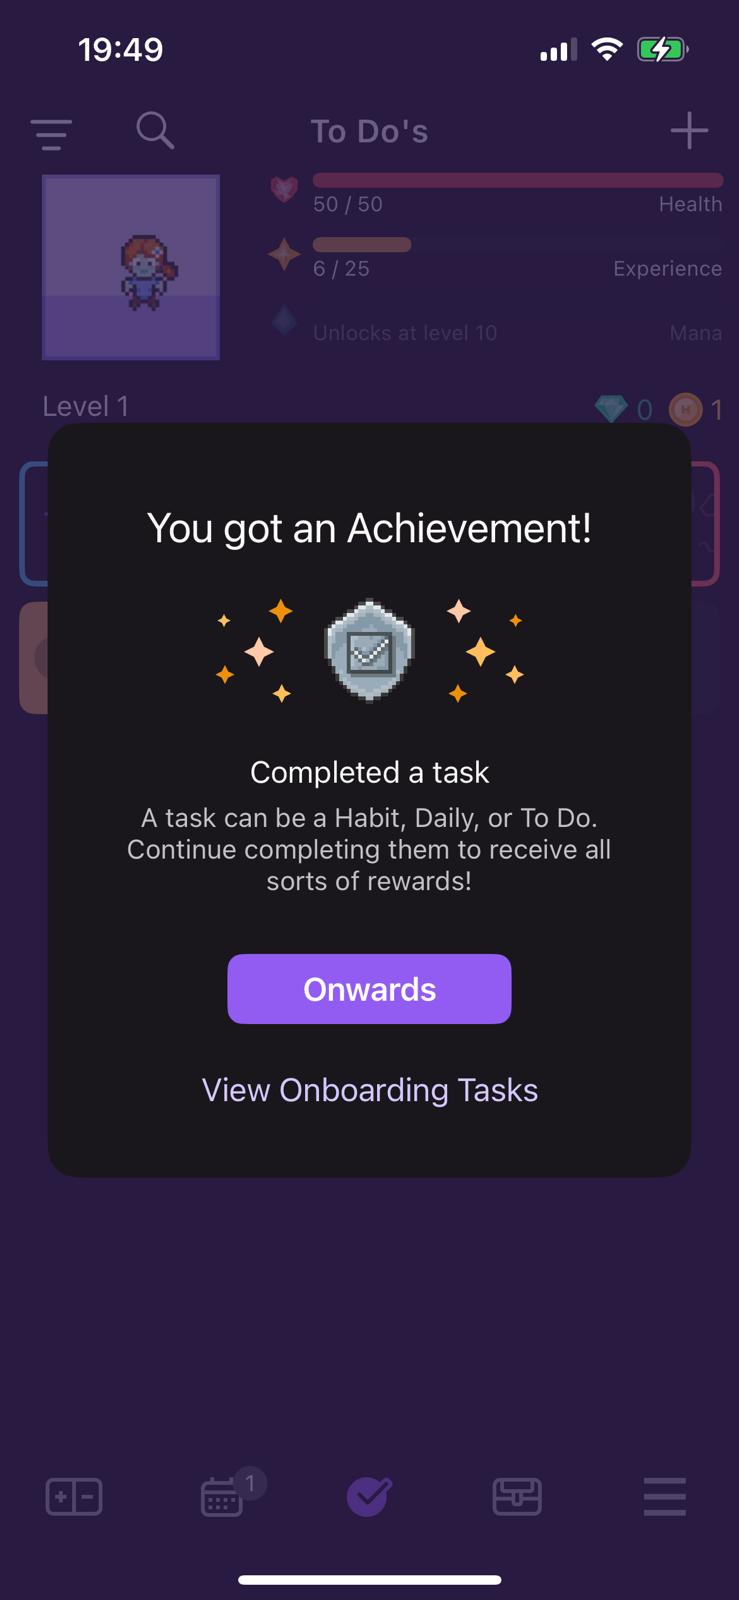 19:49
To Do's
50 / 50 Health
6 / 25 Experience
Unlocks at level 10 Mana
Level 1 0 1
You got an Achievement!
Completed a task
A task can be a Habit, Daily, or To Do.
Continue completing them to receive all
sorts of rewards!
Onwards
View Onboarding Tasks
1